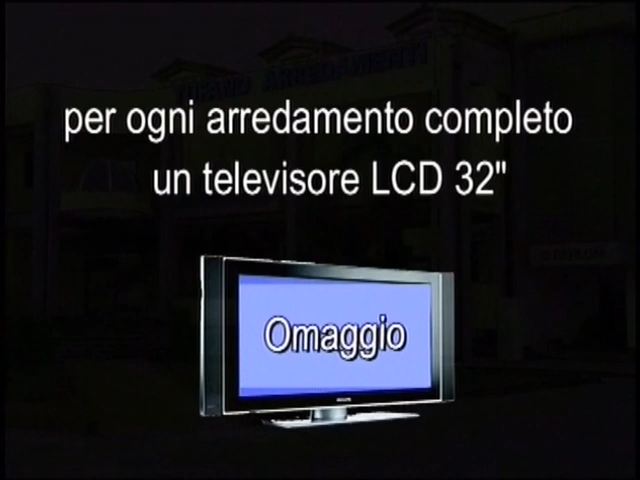 per ogni arredamento completo
un televisore LCD 32"
Omaggio